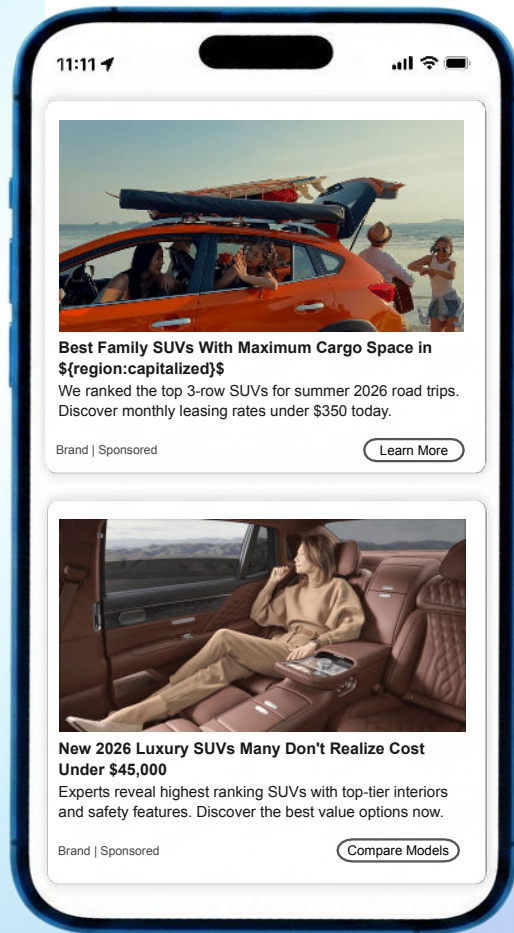 11:11
Best Family SUVs With Maximum Cargo Space in
${region:capitalized}$
We ranked the top 3-row SUVs for summer 2026 road trips.
Discover monthly leasing rates under $350 today.
Brand | Sponsored
Learn More
New 2026 Luxury SUVs Many Don't Realize Cost
Under $45,000
Experts reveal highest ranking SUVs with top-tier interiors
and safety features. Discover the best value options now.
Brand | Sponsored
Compare Models